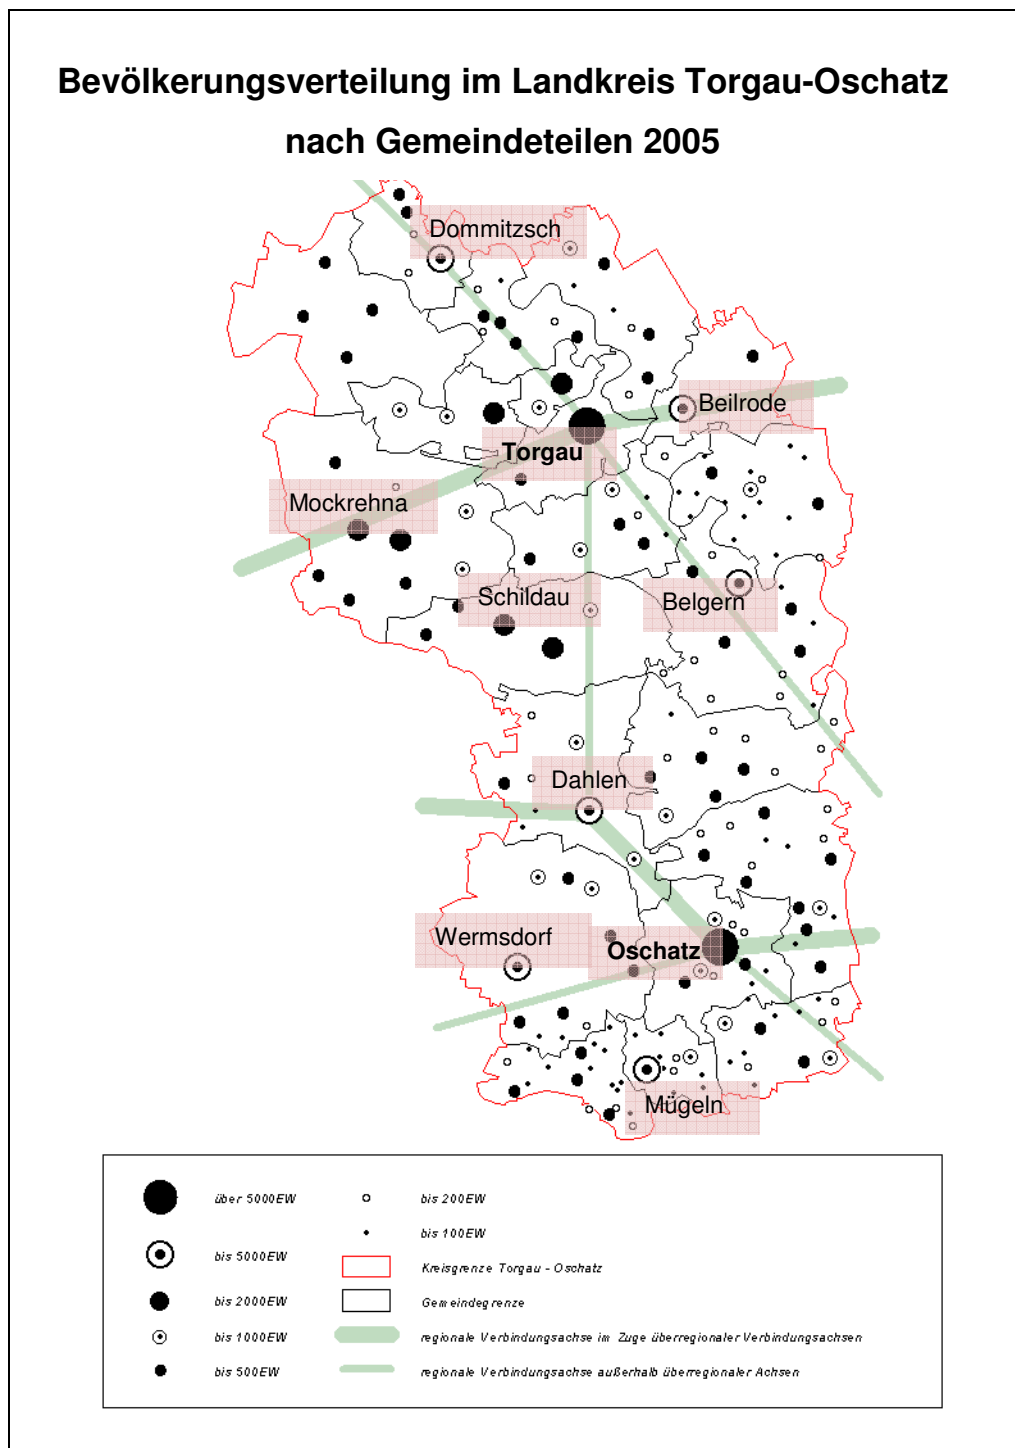 Bevölkerungsverteilung im Landkreis Torgau-Oschatz
nach Gemeindeteilen 2005
Dommitzsch
Beilrode
Torgau
Mockrehna
Schildau
Belgern
Dahlen
Wermsdorf
Oschatz
Mügeln
über 5000EW
bis 5000EW
bis 2000EW
bis 1000EW
bis 500EW
bis 200EW
bis 100EW
Kreisgrenze Torgau - Oschatz
Gemeindegrenze
regionale Verbindungsachse im Zuge überregionaler Verbindungsachsen
regionale Verbindungsachse außerhalb überregionaler Achsen